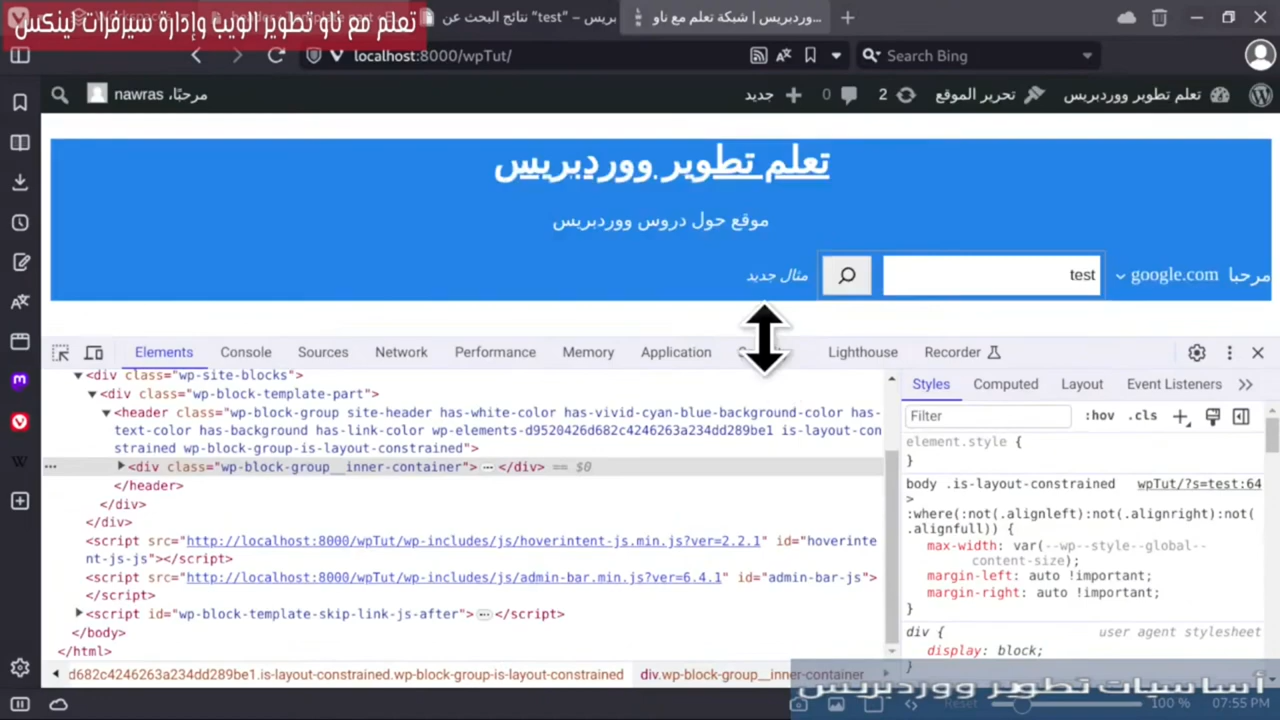 تعلم مع ناو تطوير الويب وإدارة سيرفرات لينكس
نتائج البحث عن “test” – بريس
ووردبريس | شبكة تعلم مع ناو...
localhost:8000/wpTut/
Search Bing
مرحبًا، nawras
جديد
0
2
تحرير الموقع
تعلم تطوير ووردبريس
تعلم تطوير ووردبريس
موقع حول دروس ووردبريس
مرحبا google.com
test
مثال جديد
Elements Console Sources Network Performance Memory Application Lighthouse Recorder
<div class="wp-site-blocks">
<div class="wp-block-template-part">
<header class="wp-block-group site-header has-white-color has-vivid-cyan-blue-background-color has-
text-color has-background has-link-color wp-elements-d9520426d682c4246263a234dd289be1 is-layout-con
strained wp-block-group-is-layout-constrained">
<div class="wp-block-group__inner-container"> … </div> == $0
</header>
</div>
</div>
<script src="http://localhost:8000/wpTut/wp-includes/js/hoverintent-js.min.js?ver=2.2.1" id="hoverinte
nt-js-js"></script>
<script src="http://localhost:8000/wpTut/wp-includes/js/admin-bar.min.js?ver=6.4.1" id="admin-bar-js">
</script>
<script id="wp-block-template-skip-link-js-after"> … </script>
</body>
</html>
d682c4246263a234dd289be1.is-layout-constrained.wp-block-group-is-layout-constrained
div.wp-block-group__inner-container
Styles Computed Layout Event Listeners
Filter
:hov .cls
element.style {
}
body .is-layout-constrained wpTut/?s=test:64
>
:where(:not(.alignleft):not(.alignright):not(
.alignfull)) {
max-width: var(--wp--style--global--
content-size);
margin-left: auto !important;
margin-right: auto !important;
}
div { user agent stylesheet
display: block;
}
أساسيات تطوير ووردبريس
Reset
100 %
07:55 PM